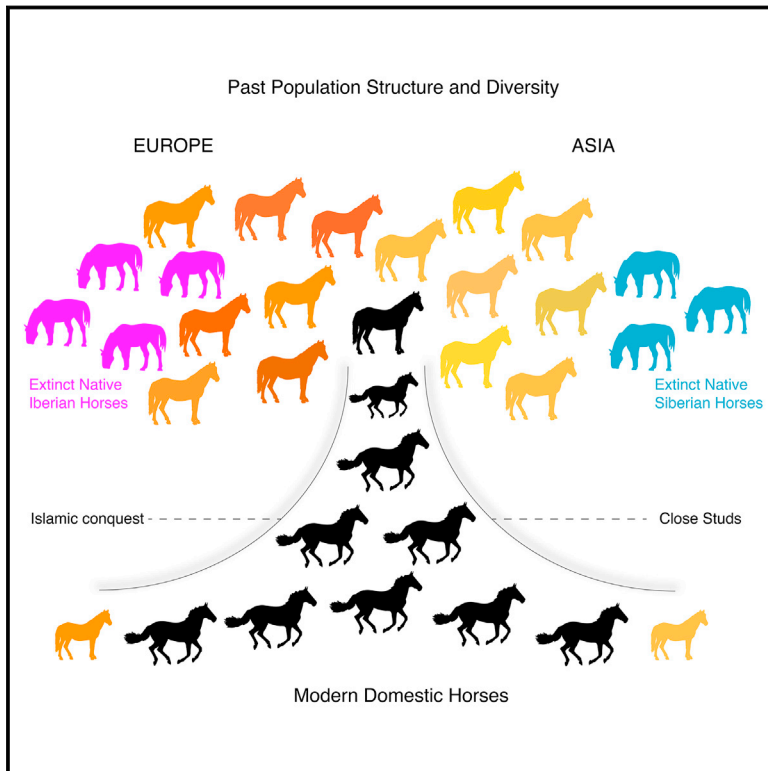 Past Population Structure and Diversity
EUROPE
ASIA
Extinct Native
Iberian Horses
Extinct Native
Siberian Horses
Islamic conquest
Close Studs
Modern Domestic Horses